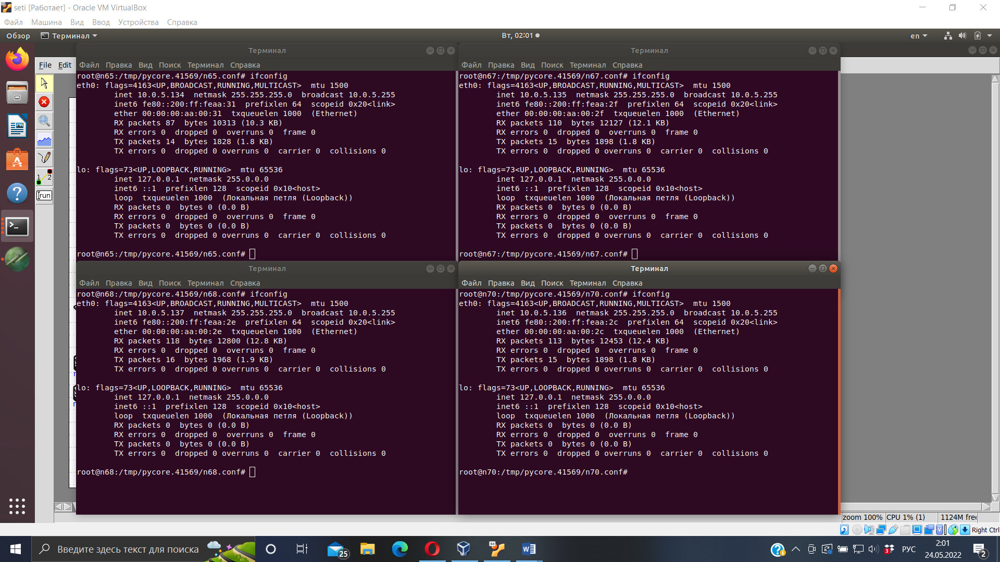 seti [Работает] - Oracle VM VirtualBox
Файл Машина Вид Ввод Устройства Справка
Обзор Терминал Вт, 02:01 en
File Edit
1 2
run
Терминал
Файл Правка Вид Поиск Терминал Справка
root@n65:/tmp/pycore.41569/n65.conf# ifconfig
eth0: flags=4163<UP,BROADCAST,RUNNING,MULTICAST>  mtu 1500
        inet 10.0.5.134  netmask 255.255.255.0  broadcast 10.0.5.255
        inet6 fe80::200:ff:feaa:31  prefixlen 64  scopeid 0x20<link>
        ether 00:00:00:aa:00:31  txqueuelen 1000  (Ethernet)
        RX packets 87  bytes 10313 (10.3 KB)
        RX errors 0  dropped 0  overruns 0  frame 0
        TX packets 14  bytes 1828 (1.8 KB)
        TX errors 0  dropped 0 overruns 0  carrier 0  collisions 0
lo: flags=73<UP,LOOPBACK,RUNNING>  mtu 65536
        inet 127.0.0.1  netmask 255.0.0.0
        inet6 ::1  prefixlen 128  scopeid 0x10<host>
        loop  txqueuelen 1000  (Локальная петля (Loopback))
        RX packets 0  bytes 0 (0.0 B)
        RX errors 0  dropped 0  overruns 0  frame 0
        TX packets 0  bytes 0 (0.0 B)
        TX errors 0  dropped 0 overruns 0  carrier 0  collisions 0
root@n65:/tmp/pycore.41569/n65.conf#
Терминал
Файл Правка Вид Поиск Терминал Справка
root@n67:/tmp/pycore.41569/n67.conf# ifconfig
eth0: flags=4163<UP,BROADCAST,RUNNING,MULTICAST>  mtu 1500
        inet 10.0.5.135  netmask 255.255.255.0  broadcast 10.0.5.255
        inet6 fe80::200:ff:feaa:2f  prefixlen 64  scopeid 0x20<link>
        ether 00:00:00:aa:00:2f  txqueuelen 1000  (Ethernet)
        RX packets 110  bytes 12127 (12.1 KB)
        RX errors 0  dropped 0  overruns 0  frame 0
        TX packets 15  bytes 1898 (1.8 KB)
        TX errors 0  dropped 0 overruns 0  carrier 0  collisions 0
lo: flags=73<UP,LOOPBACK,RUNNING>  mtu 65536
        inet 127.0.0.1  netmask 255.0.0.0
        inet6 ::1  prefixlen 128  scopeid 0x10<host>
        loop  txqueuelen 1000  (Локальная петля (Loopback))
        RX packets 0  bytes 0 (0.0 B)
        RX errors 0  dropped 0  overruns 0  frame 0
        TX packets 0  bytes 0 (0.0 B)
        TX errors 0  dropped 0 overruns 0  carrier 0  collisions 0
root@n67:/tmp/pycore.41569/n67.conf#
Терминал
Файл Правка Вид Поиск Терминал Справка
root@n68:/tmp/pycore.41569/n68.conf# ifconfig
eth0: flags=4163<UP,BROADCAST,RUNNING,MULTICAST>  mtu 1500
        inet 10.0.5.137  netmask 255.255.255.0  broadcast 10.0.5.255
        inet6 fe80::200:ff:feaa:2e  prefixlen 64  scopeid 0x20<link>
        ether 00:00:00:aa:00:2e  txqueuelen 1000  (Ethernet)
        RX packets 118  bytes 12800 (12.8 KB)
        RX errors 0  dropped 0  overruns 0  frame 0
        TX packets 16  bytes 1968 (1.9 KB)
        TX errors 0  dropped 0 overruns 0  carrier 0  collisions 0
lo: flags=73<UP,LOOPBACK,RUNNING>  mtu 65536
        inet 127.0.0.1  netmask 255.0.0.0
        inet6 ::1  prefixlen 128  scopeid 0x10<host>
        loop  txqueuelen 1000  (Локальная петля (Loopback))
        RX packets 0  bytes 0 (0.0 B)
        RX errors 0  dropped 0  overruns 0  frame 0
        TX packets 0  bytes 0 (0.0 B)
        TX errors 0  dropped 0 overruns 0  carrier 0  collisions 0
root@n68:/tmp/pycore.41569/n68.conf#
Терминал
Файл Правка Вид Поиск Терминал Справка
root@n70:/tmp/pycore.41569/n70.conf# ifconfig
eth0: flags=4163<UP,BROADCAST,RUNNING,MULTICAST>  mtu 1500
        inet 10.0.5.136  netmask 255.255.255.0  broadcast 10.0.5.255
        inet6 fe80::200:ff:feaa:2c  prefixlen 64  scopeid 0x20<link>
        ether 00:00:00:aa:00:2c  txqueuelen 1000  (Ethernet)
        RX packets 113  bytes 12453 (12.4 KB)
        RX errors 0  dropped 0  overruns 0  frame 0
        TX packets 15  bytes 1898 (1.8 KB)
        TX errors 0  dropped 0 overruns 0  carrier 0  collisions 0
lo: flags=73<UP,LOOPBACK,RUNNING>  mtu 65536
        inet 127.0.0.1  netmask 255.0.0.0
        inet6 ::1  prefixlen 128  scopeid 0x10<host>
        loop  txqueuelen 1000  (Локальная петля (Loopback))
        RX packets 0  bytes 0 (0.0 B)
        RX errors 0  dropped 0  overruns 0  frame 0
        TX packets 0  bytes 0 (0.0 B)
        TX errors 0  dropped 0 overruns 0  carrier 0  collisions 0
root@n70:/tmp/pycore.41569/n70.conf#
zoom 100% CPU 1% (1) 1124M
Right Ctrl
Введите здесь текст для поиска 25 64 3 РУС 2:01
24.05.2022 2